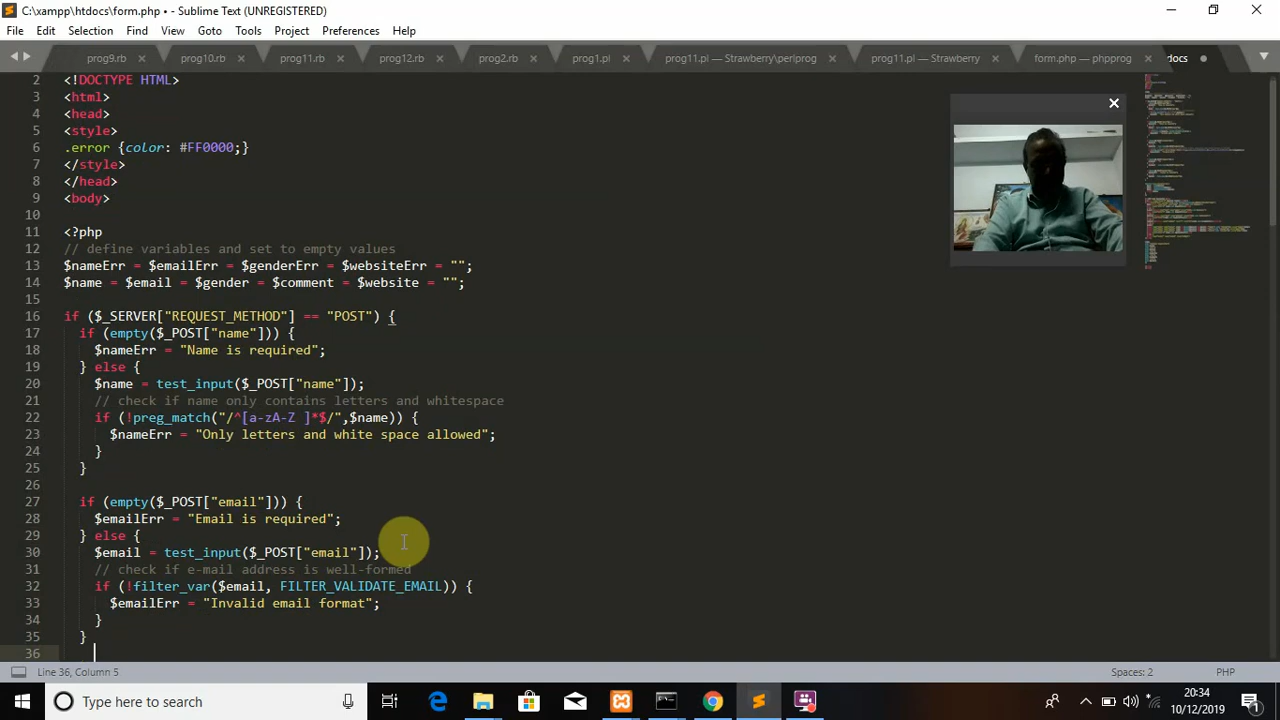 C:\xampp\htdocs\form.php • - Sublime Text (UNREGISTERED)
File Edit Selection Find View Goto Tools Project Preferences Help
prog9.rb prog10.rb prog11.rb prog12.rb prog2.rb prog1.pl prog11.pl — Strawberry\perl\prog prog11.pl — Strawberry form.php — phpprog docs
2 <!DOCTYPE HTML>
3 <html>
4 <head>
5 <style>
6 .error {color: #FF0000;}
7 </style>
8 </head>
9 <body>
10
11 <?php
12 // define variables and set to empty values
13 $nameErr = $emailErr = $genderErr = $websiteErr = "";
14 $name = $email = $gender = $comment = $website = "";
15
16 if ($_SERVER["REQUEST_METHOD"] == "POST") {
17 if (empty($_POST["name"])) {
18 $nameErr = "Name is required";
19 } else {
20 $name = test_input($_POST["name"]);
21 // check if name only contains letters and whitespace
22 if (!preg_match("/^[a-zA-Z ]*$/",$name)) {
23 $nameErr = "Only letters and white space allowed";
24 }
25 }
26
27 if (empty($_POST["email"])) {
28 $emailErr = "Email is required";
29 } else {
30 $email = test_input($_POST["email"]);
31 // check if e-mail address is well-formed
32 if (!filter_var($email, FILTER_VALIDATE_EMAIL)) {
33 $emailErr = "Invalid email format";
34 }
35 }
36
Line 36, Column 5 Spaces: 2 PHP
Type here to search 20:34
10/12/2019